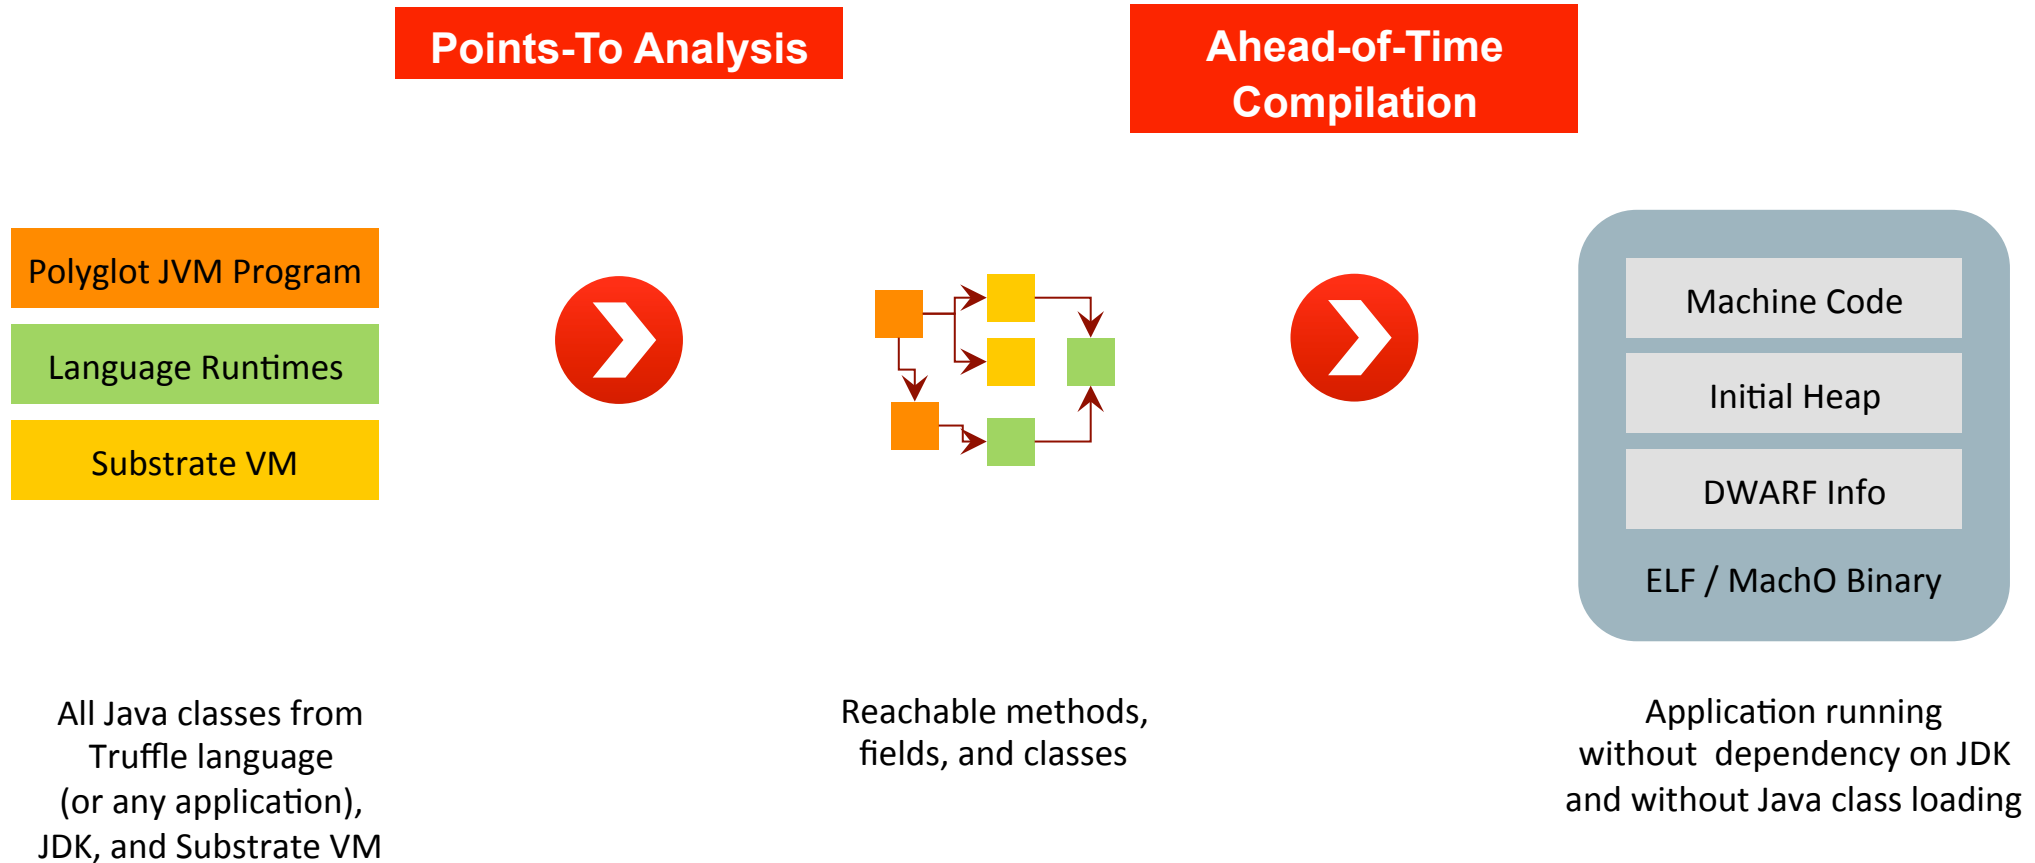 Points-To Analysis
Ahead-of-Time
Compilation
Polyglot JVM Program
Language Runtimes
Substrate VM
Machine Code
Initial Heap
DWARF Info
ELF / MachO Binary
All Java classes from
Truffle language
(or any application),
JDK, and Substrate VM
Reachable methods,
fields, and classes
Application running
without dependency on JDK
and without Java class loading